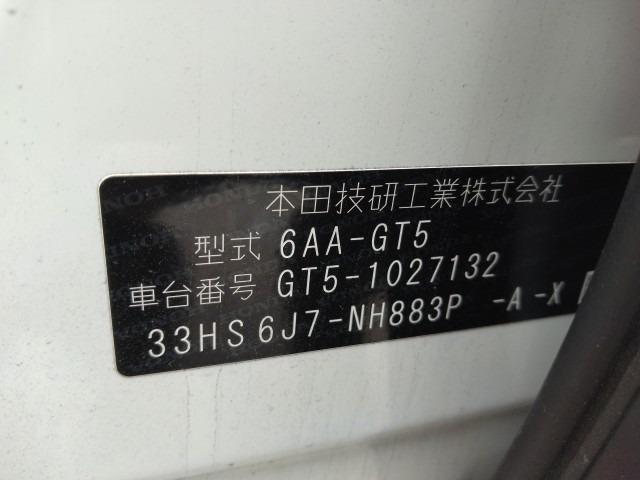 本田技研工業株式会社
型式 6AA-GT5
車台番号 GT5-1027132
33HS 6J7-NH883P -A -X